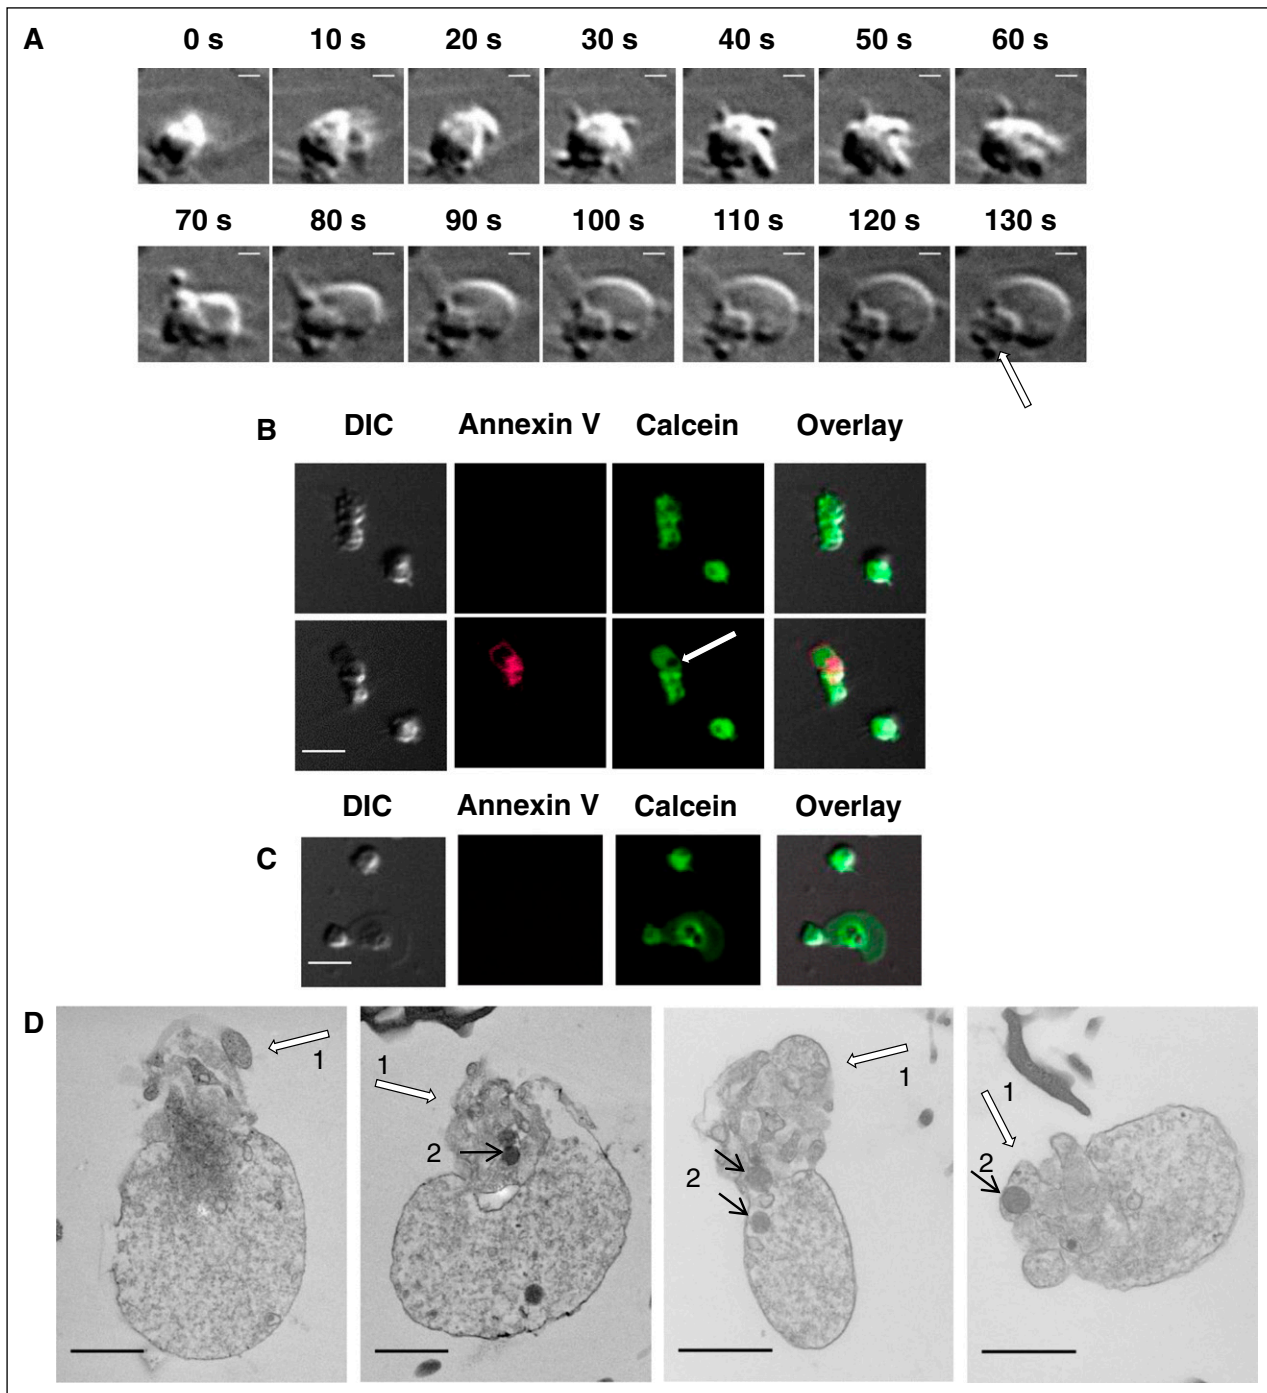 A
0 s 10 s 20 s 30 s 40 s 50 s 60 s
70 s 80 s 90 s 100 s 110 s 120 s 130 s
B
DIC Annexin V Calcein Overlay
DIC Annexin V Calcein Overlay
C
D
1
1
2
1
2
1
2